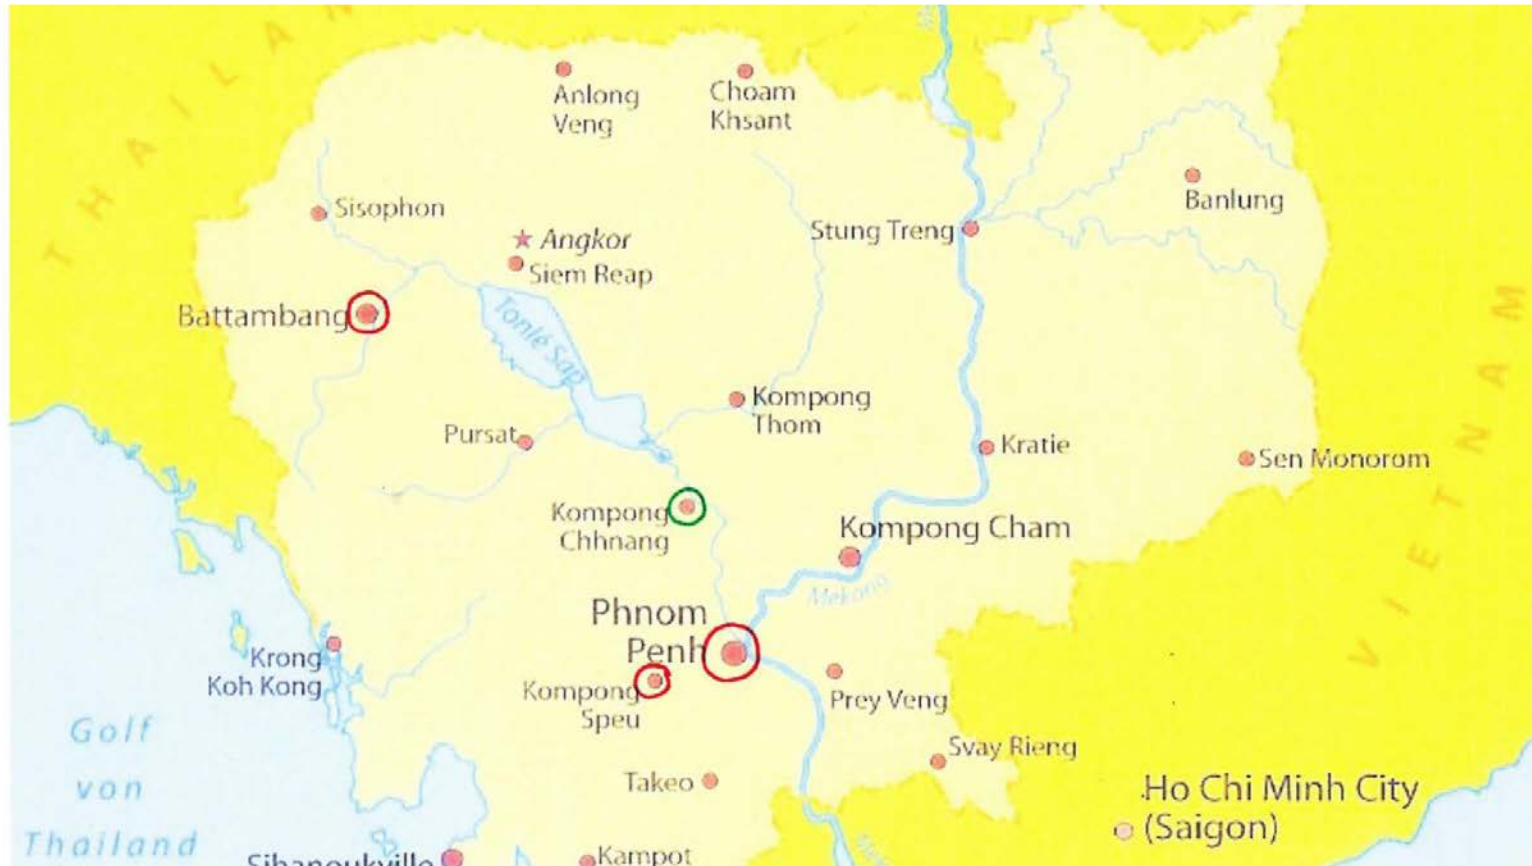 THAILAN
Anlong
Veng
Choam
Khsant
Banlung
Sisophon
Stung Treng
Angkor
Siem Reap
Battambang
Tonlé Sap
VIETNAM
Kompong
Thom
Pursat
Kratie
Sen Monorom
Kompong
Chhnang
Kompong Cham
Mekong
Phnom
Penh
Krong
Koh Kong
Kompong
Speu
Prey Veng
Golf
von
Thailand
Svay Rieng
Takeo
Ho Chi Minh City
(Saigon)
Sihanoukville
Kampot